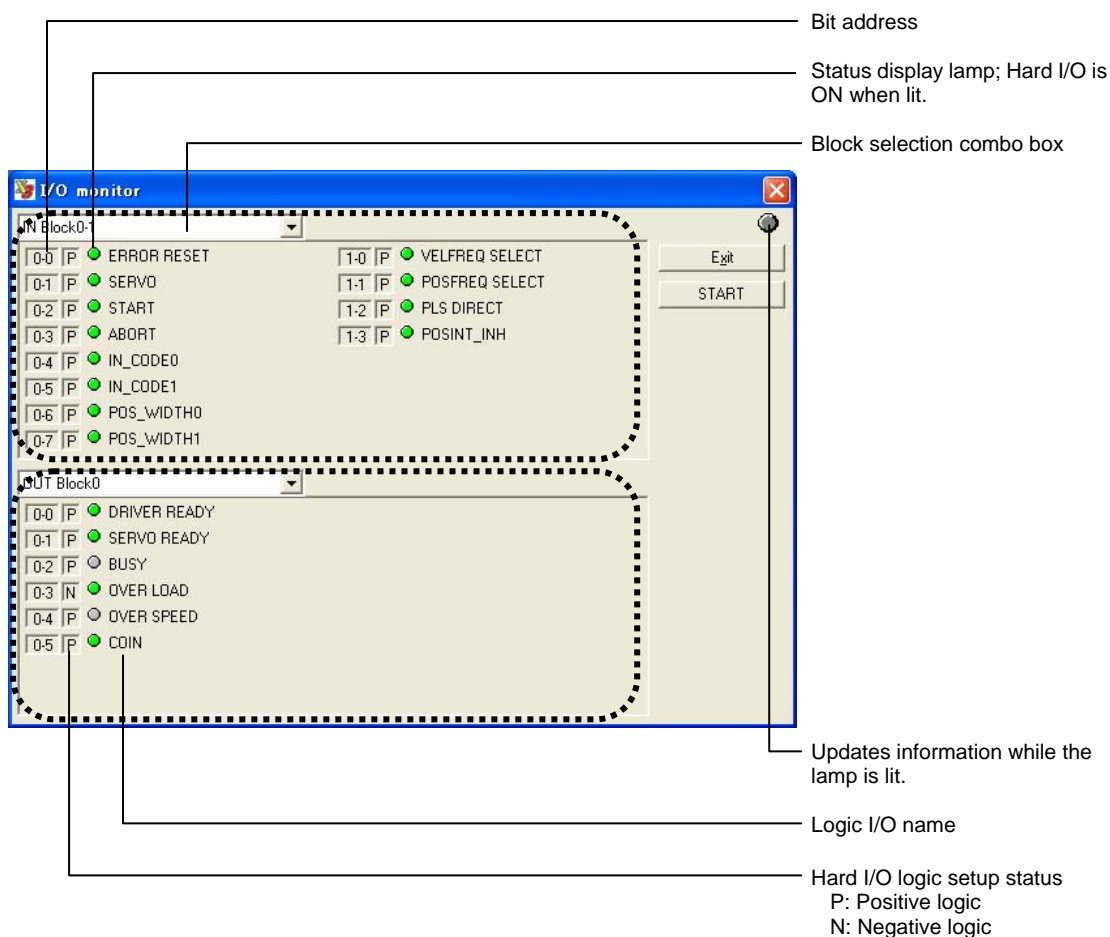 Bit address
Status display lamp; Hard I/O is
ON when lit.
Block selection combo box
I/O monitor
IN Block0-1
0-0 P ERROR RESET
0-1 P SERVO
0-2 P START
0-3 P ABORT
0-4 P IN_CODE0
0-5 P IN_CODE1
0-6 P POS_WIDTH0
0-7 P POS_WIDTH1
1-0 P VELFREQ SELECT
1-1 P POSFREQ SELECT
1-2 P PLS DIRECT
1-3 P POSINT_INH
Exit
START
OUT Block0
0-0 P DRIVER READY
0-1 P SERVO READY
0-2 P BUSY
0-3 N OVER LOAD
0-4 P OVER SPEED
0-5 P COIN
Updates information while the
lamp is lit.
Logic I/O name
Hard I/O logic setup status
P: Positive logic
N: Negative logic